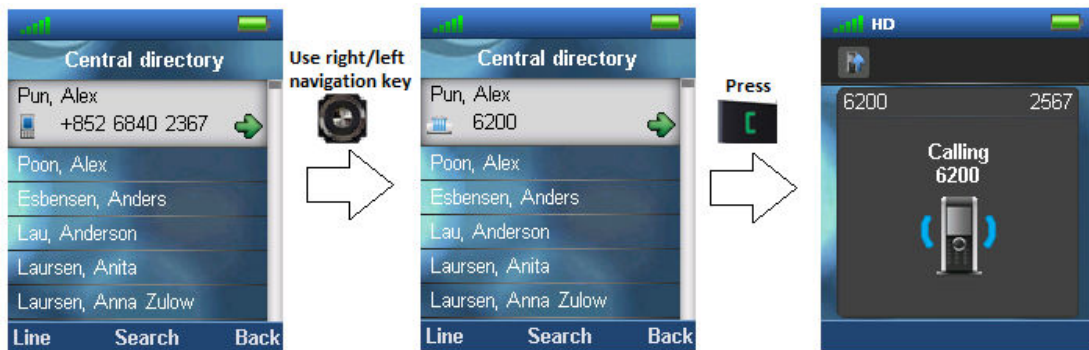 Central directory
Pun, Alex
+852 6840 2367
Poon, Alex
Esbensen, Anders
Lau, Anderson
Laursen, Anita
Laursen, Anna Zulow
Line Search Back
Use right/left
navigation key
Central directory
Pun, Alex
6200
Poon, Alex
Esbensen, Anders
Lau, Anderson
Laursen, Anita
Laursen, Anna Zulow
Line Search Back
Press
HD
6200 2567
Calling
6200